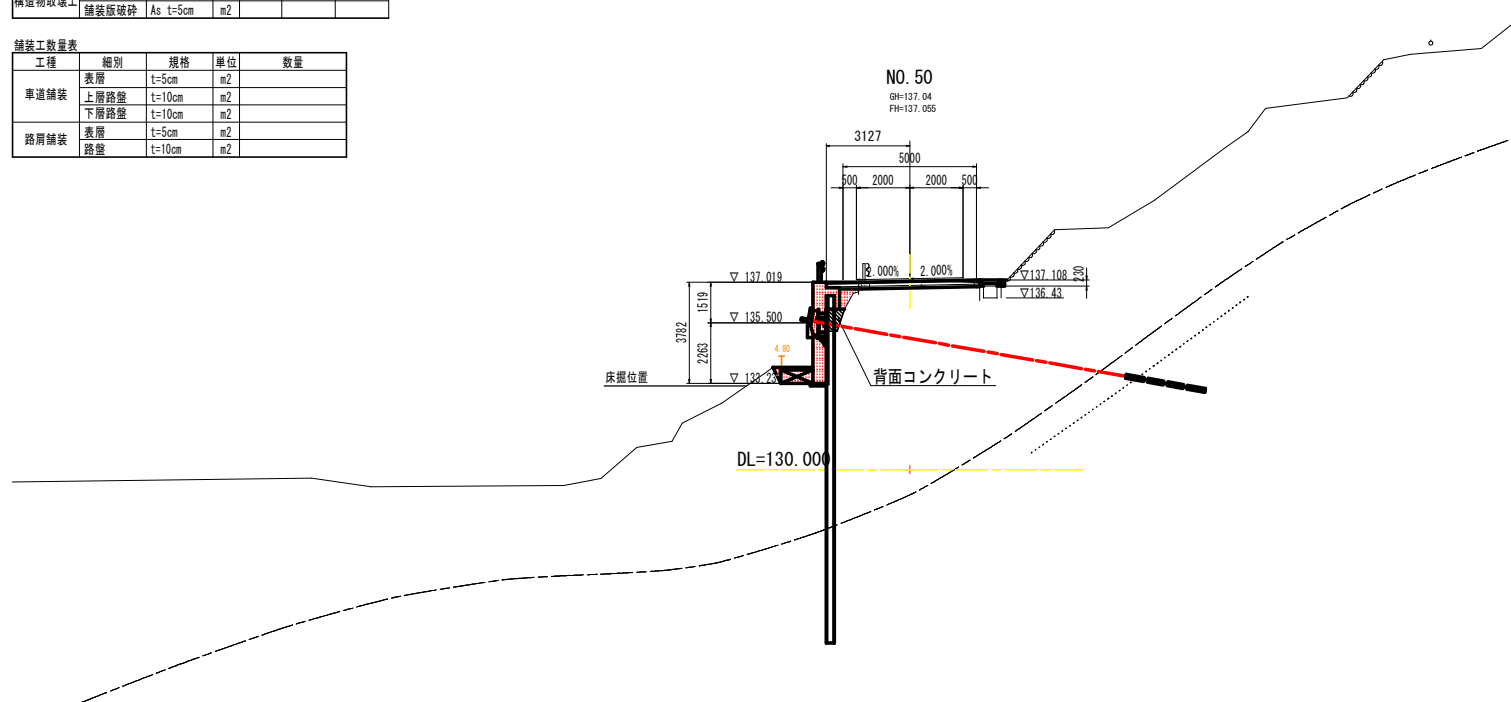 構造物取壊工
舗装版破砕 As t=5cm m2
舗装工数量表
工種 細別 規格 単位 数量
車道舗装
表層 t=5cm m2
上層路盤 t=10cm m2
下層路盤 t=10cm m2
路肩舗装
表層 t=5cm m2
路盤 t=10cm m2
NO.50
GH=137.04
FH=137.055
3127
5000
500 2000 2000 500
2.000% 2.000%
▽ 137.019
▽137.108
230
▽136.43
1519
▽ 135.500
3782
2263
4.80
床掘位置
▽ 133.23
背面コンクリート
DL=130.000